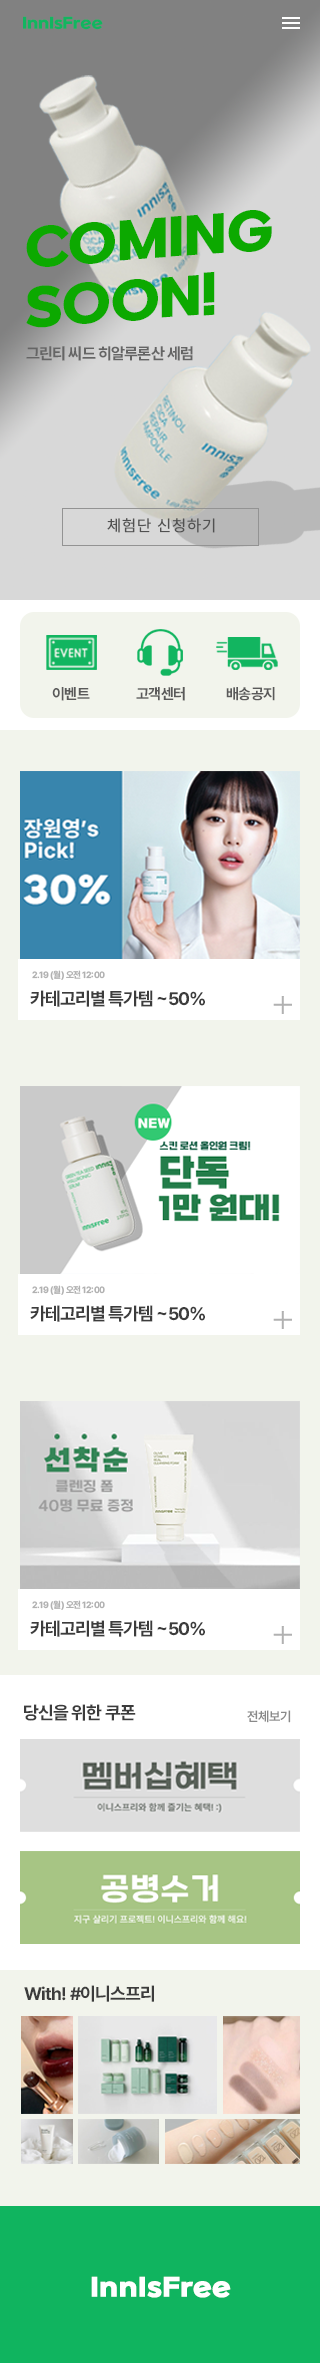 InnIsFree
COMING
SOON!
그린티 씨드 히알루론산 세럼
RETINOL
CICA
REPAIR
AMPOULE
InnIsFree
체험단 신청하기
EVENT
이벤트
고객센터
배송공지
장원영's
Pick!
30%
2.19 (월) 오전 12:00
카테고리별 특가템 ~50%
NEW
스킨 로션 올인원 크림!
단독
1만 원대!
InnIsFree
2.19 (월) 오전 12:00
카테고리별 특가템 ~50%
선착순
클렌징 폼
40명 무료 증정
2.19 (월) 오전 12:00
카테고리별 특가템 ~50%
당신을 위한 쿠폰
전체보기
멤버십혜택
이니스프리와 함께 즐기는 혜택! :)
공병수거
지구 살리기 프로젝트! 이니스프리와 함께 해요!
With! #이니스프리
InnIsFree